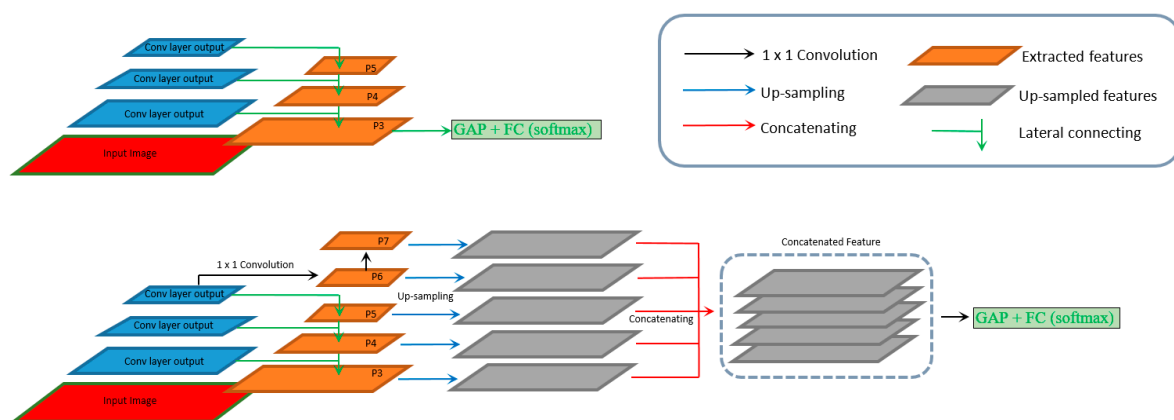 Conv layer output
P5
Conv layer output
P4
Conv layer output
P3
GAP + FC (softmax)
Input Image
1 x 1 Convolution
Extracted features
Up-sampling
Up-sampled features
Concatenating
Lateral connecting
P7
Concatenated Feature
1 x 1 Convolution
P6
Up-sampling
Conv layer output
P5
Concatenating
GAP + FC (softmax)
Conv layer output
P4
Conv layer output
P3
Input Image